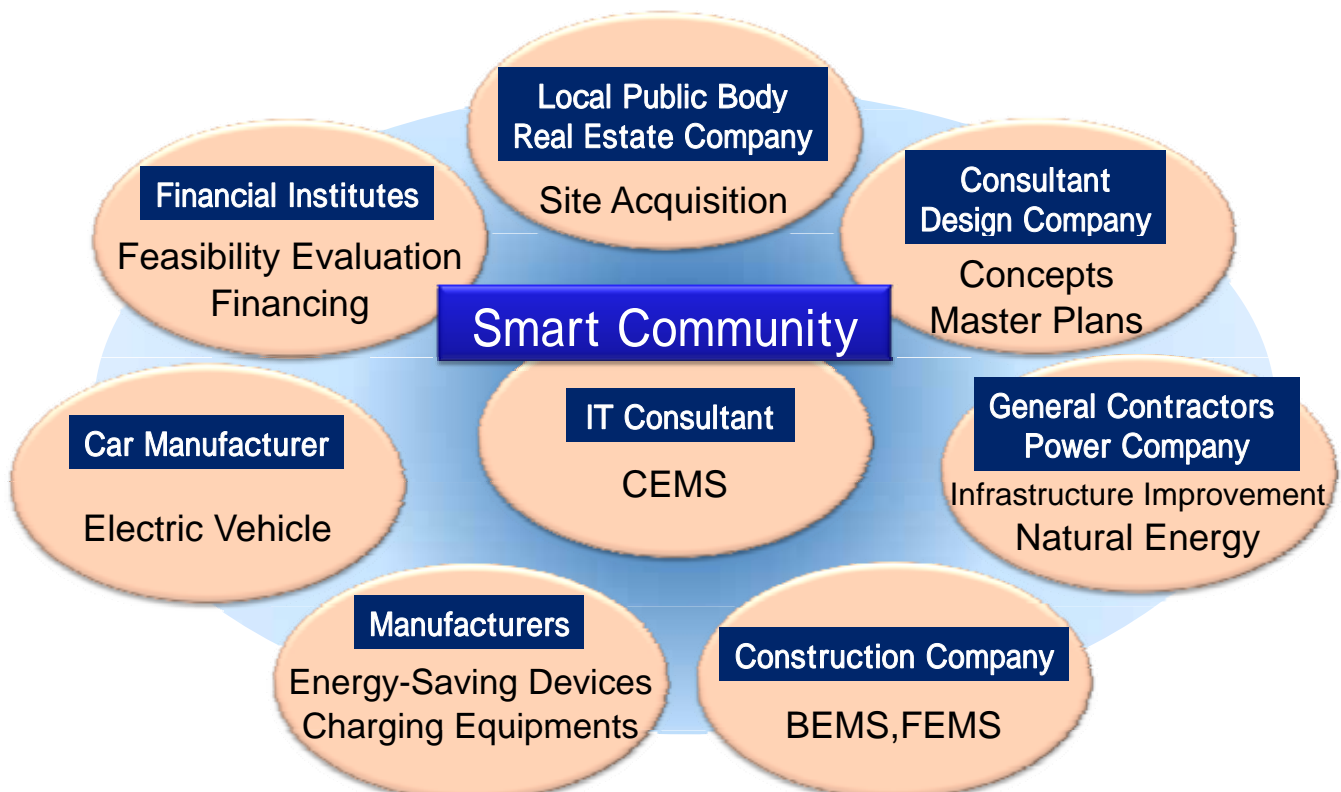 Local Public Body
Real Estate Company
Site Acquisition
Financial Institutes
Feasibility Evaluation
Financing
Consultant
Design Company
Concepts
Master Plans
Smart Community
IT Consultant
CEMS
Car Manufacturer
Electric Vehicle
General Contractors
Power Company
Infrastructure Improvement
Natural Energy
Manufacturers
Energy-Saving Devices
Charging Equipments
Construction Company
BEMS,FEMS